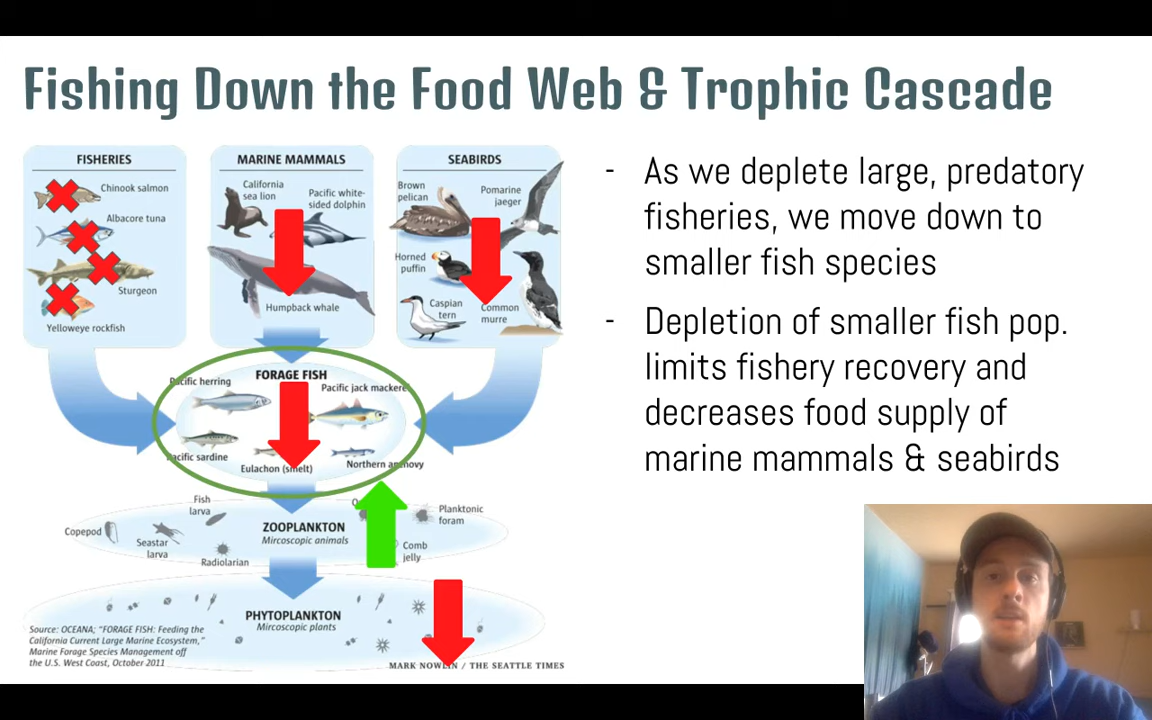 Fishing Down the Food Web & Trophic Cascade
FISHERIES
Chinook salmon
Albacore tuna
Sturgeon
Yelloweye rockfish
MARINE MAMMALS
California
sea lion
Pacific white-
sided dolphin
Humpback whale
SEABIRDS
Brown
pelican
Pomarine
jaeger
Horned
puffin
Caspian
tern
Common
murre
FORAGE FISH
Pacific herring
Pacific jack mackerel
Pacific sardine
Eulachon (smelt)
Northern anchovy
Fish
larva
Copepod
Seastar
larva
Radiolarian
ZOOPLANKTON
Mircoscopic animals
Planktonic
foram
Comb
jelly
PHYTOPLANKTON
Mircoscopic plants
Source: OCEANA; "FORAGE FISH: Feeding the
California Current Large Marine Ecosystem,"
Marine Forage Species Management off
the U.S. West Coast, October 2011
MARK NOWLIN / THE SEATTLE TIMES
- As we deplete large, predatory
fisheries, we move down to
smaller fish species
- Depletion of smaller fish pop.
limits fishery recovery and
decreases food supply of
marine mammals & seabirds